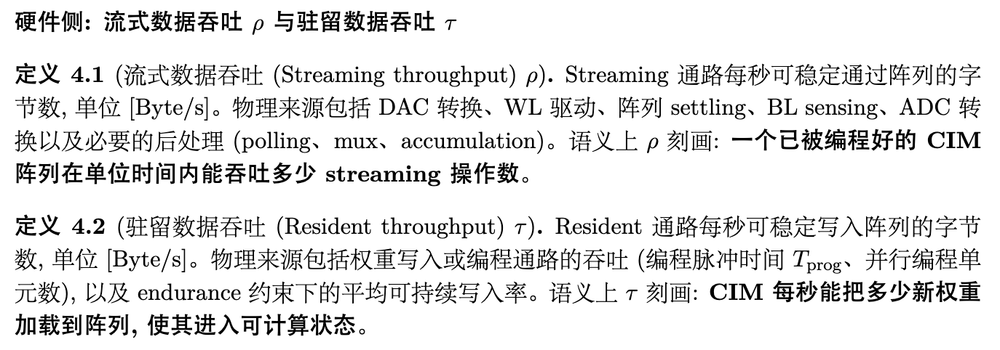 硬件侧: 流式数据吞吐 ρ 与驻留数据吞吐 τ
定义 4.1 (流式数据吞吐 (Streaming throughput) ρ). Streaming 通路每秒可稳定通过阵列的字
节数, 单位 [Byte/s]。物理来源包括 DAC 转换、WL 驱动、阵列 settling、BL sensing、ADC 转
换以及必要的后处理 (polling、mux、accumulation)。语义上 ρ 刻画: 一个已被编程好的 CIM
阵列在单位时间内能吞吐多少 streaming 操作数。
定义 4.2 (驻留数据吞吐 (Resident throughput) τ). Resident 通路每秒可稳定写入阵列的字节
数, 单位 [Byte/s]。物理来源包括权重写入或编程通路的吞吐 (编程脉冲时间 T_prog、并行编程单
元数), 以及 endurance 约束下的平均可持续写入率。语义上 τ 刻画: CIM 每秒能把多少新权重
加载到阵列, 使其进入可计算状态。